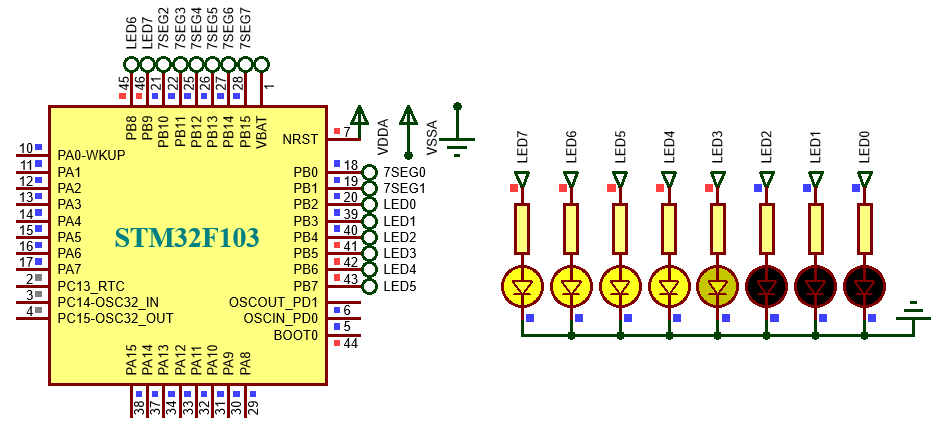 LED6
LED7
7SEG2
7SEG3
7SEG4
7SEG5
7SEG6
7SEG7
45
46
21
22
25
26
27
28
1
PB8
PB9
PB10
PB11
PB12
PB13
PB14
PB15
VBAT
NRST
7
VDDA
VSSA
10
PA0-WKUP
11
PA1
12
PA2
13
PA3
14
PA4
15
PA5
16
PA6
17
PA7
2
PC13_RTC
3
PC14-OSC32_IN
4
PC15-OSC32_OUT
STM32F103
PB0 18 7SEG0
PB1 19 7SEG1
PB2 20 LED0
PB3 39 LED1
PB4 40 LED2
PB5 41 LED3
PB6 42 LED4
PB7 43 LED5
OSCOUT_PD1
OSCIN_PD0 6
BOOT0 5
44
PA15
PA14
PA13
PA12
PA11
PA10
PA9
PA8
38
37
34
33
32
31
30
29
LED7
LED6
LED5
LED4
LED3
LED2
LED1
LED0